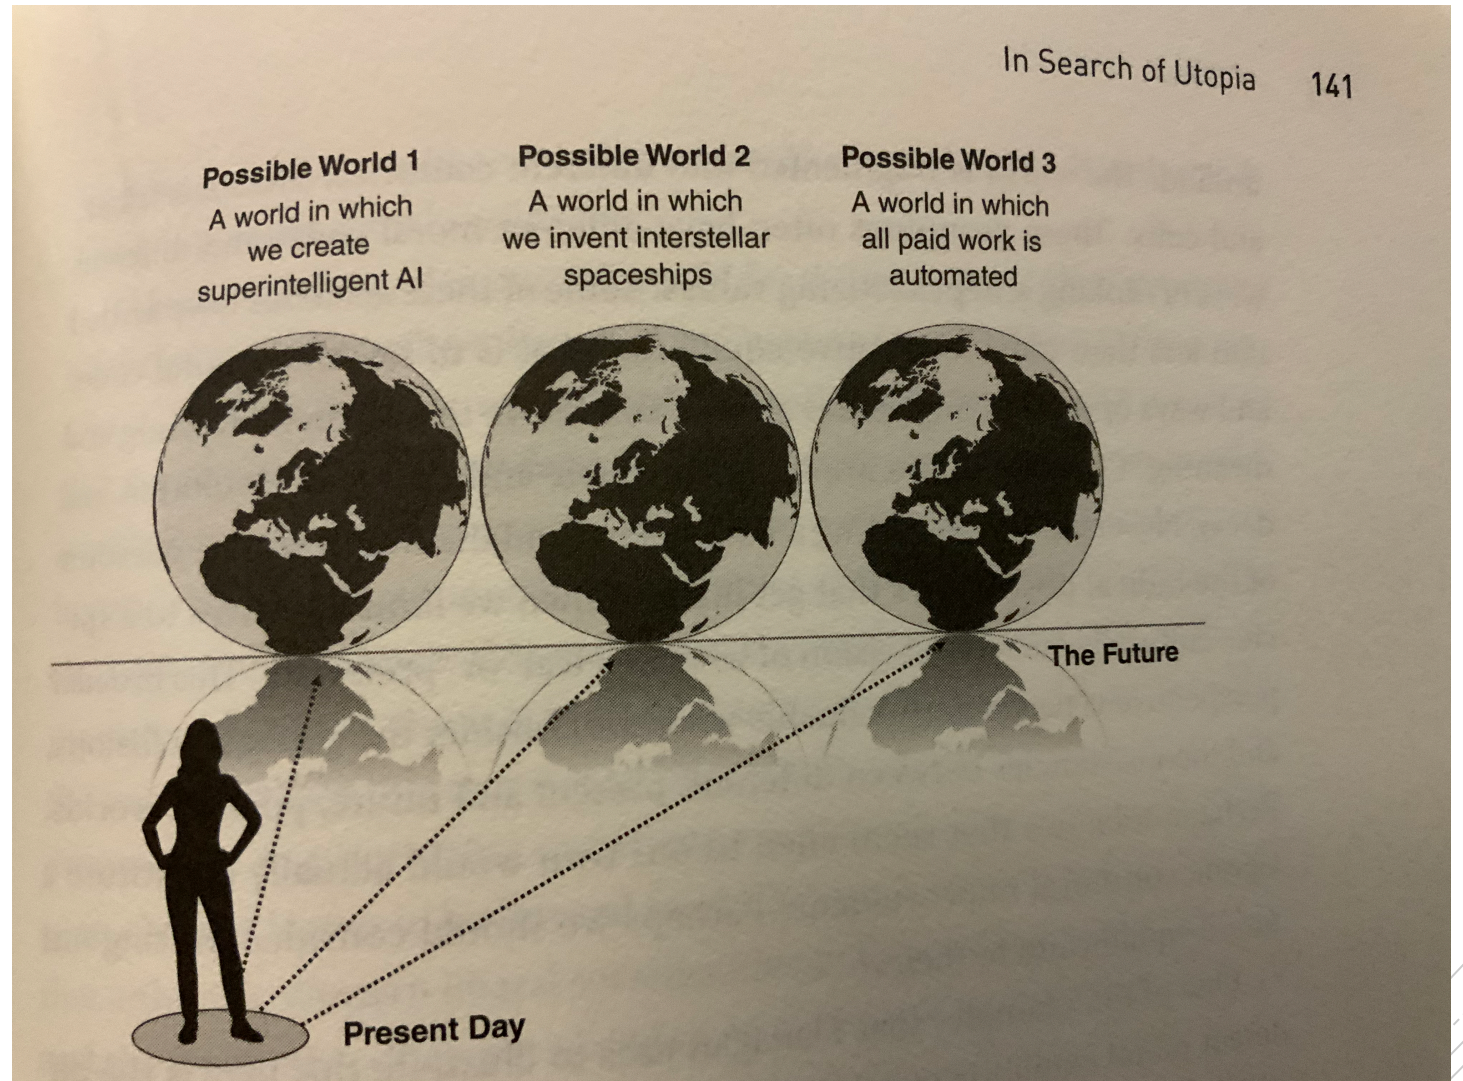 In Search of Utopia 141
Possible World 1
A world in which
we create
superintelligent AI
Possible World 2
A world in which
we invent interstellar
spaceships
Possible World 3
A world in which
all paid work is
automated
The Future
Present Day